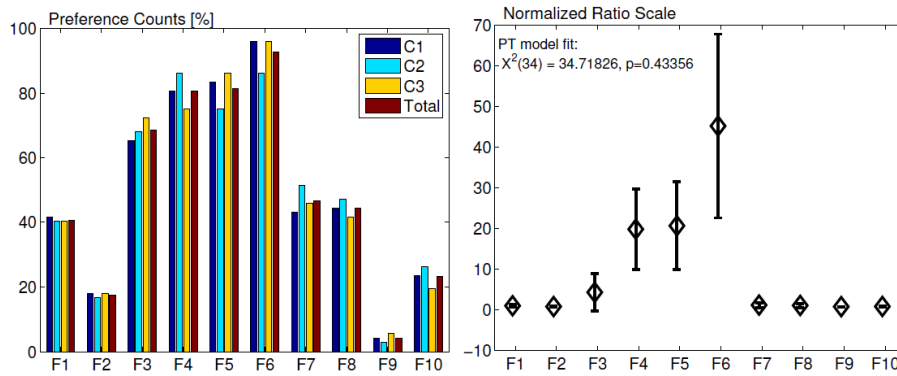 Preference Counts [%]
100
80
60
40
20
0
C1
C2
C3
Total
F1 F2 F3 F4 F5 F6 F7 F8 F9 F10
Normalized Ratio Scale
70
60
50
40
30
20
10
0
−10
PT model fit:
X²(34) = 34.71826, p=0.43356
F1 F2 F3 F4 F5 F6 F7 F8 F9 F10